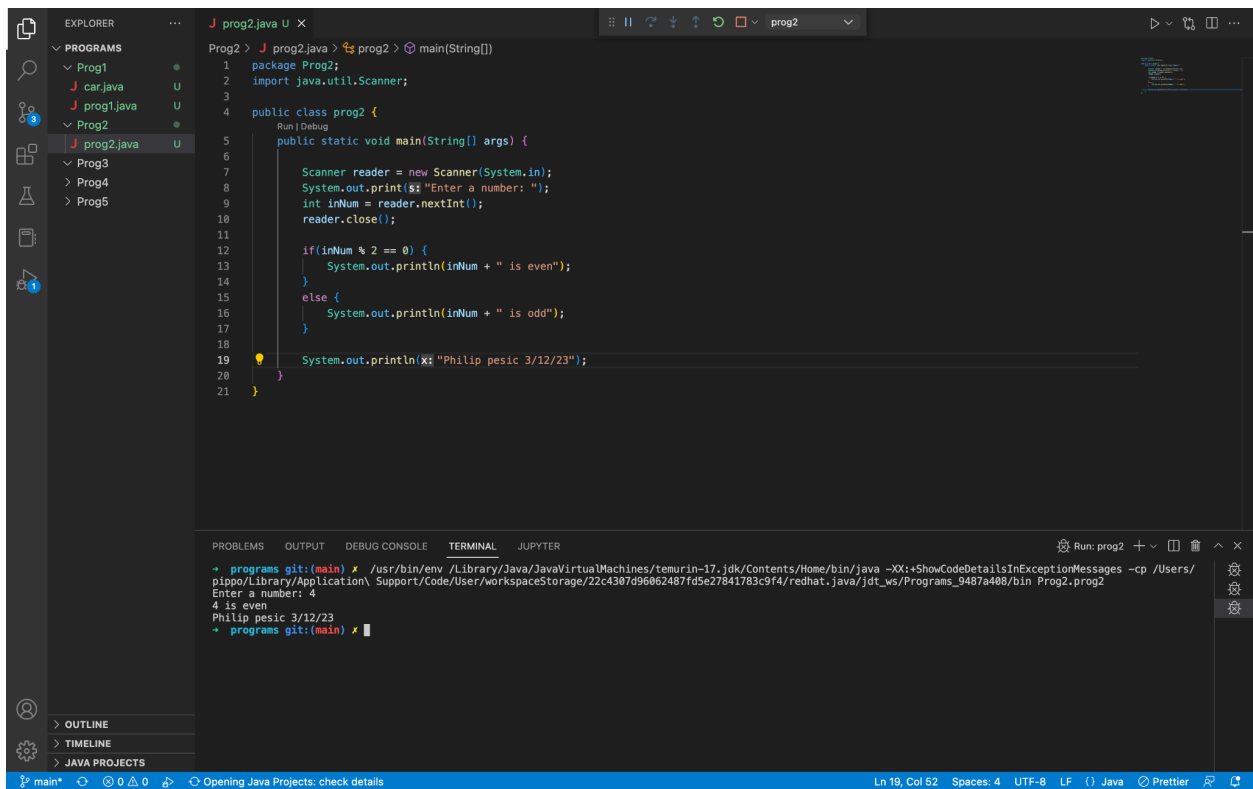 EXPLORER ...
PROGRAMS
Prog1
J car.java U
J prog1.java U
Prog2
J prog2.java U
Prog3
Prog4
Prog5
OUTLINE
TIMELINE
JAVA PROJECTS
3
1
J prog2.java U ×
prog2
Prog2 > J prog2.java > prog2 > main(String[])
1 package Prog2;
2 import java.util.Scanner;
3
4 public class prog2 {
Run | Debug
5 public static void main(String[] args) {
6
7 Scanner reader = new Scanner(System.in);
8 System.out.print(s: "Enter a number: ");
9 int inNum = reader.nextInt();
10 reader.close();
11
12 if(inNum % 2 == 0) {
13 System.out.println(inNum + " is even");
14 }
15 else {
16 System.out.println(inNum + " is odd");
17 }
18
19 System.out.println(x: "Philip pesic 3/12/23");
20 }
21 }
PROBLEMS OUTPUT DEBUG CONSOLE TERMINAL JUPYTER Run: prog2
→ programs git:(main) ✗ /usr/bin/env /Library/Java/JavaVirtualMachines/temurin-17.jdk/Contents/Home/bin/java -XX:+ShowCodeDetailsInExceptionMessages -cp /Users/
pippo/Library/Application\ Support/Code/User/workspaceStorage/22c4307d96062487fd5e27841783c9f4/redhat.java/jdt_ws/Programs_9487a408/bin Prog2.prog2
Enter a number: 4
4 is even
Philip pesic 3/12/23
→ programs git:(main) ✗
main* 0 0 Opening Java Projects: check details Ln 19, Col 52 Spaces: 4 UTF-8 LF {} Java Prettier